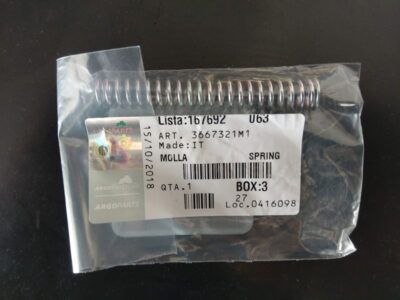 Lista:167692 063
ART. 3667321M1
Made:IT
MOLLA SPRING
QTA.1 BOX:3
27
Loc.0416098
15/10/2018
ARGOPARTS